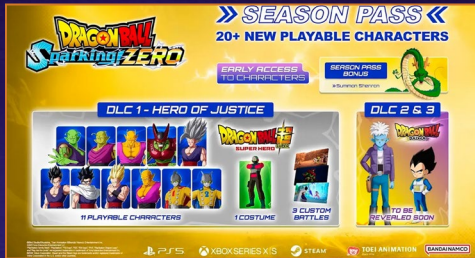 DRAGON BALL
Sparking! ZERO
» SEASON PASS «
20+ NEW PLAYABLE CHARACTERS
EARLY ACCESS
TO CHARACTERS
SEASON PASS
BONUS
DLC 1 - HERO OF JUSTICE
DRAGON BALL
SUPER HERO
11 PLAYABLE CHARACTERS
1 COSTUME
3 CUSTOM
BATTLES
DLC 2 & 3
DRAGON BALL
TO BE
REVEALED SOON
PS5
XBOX SERIES X|S
STEAM
TOEI ANIMATION
BANDAI NAMCO